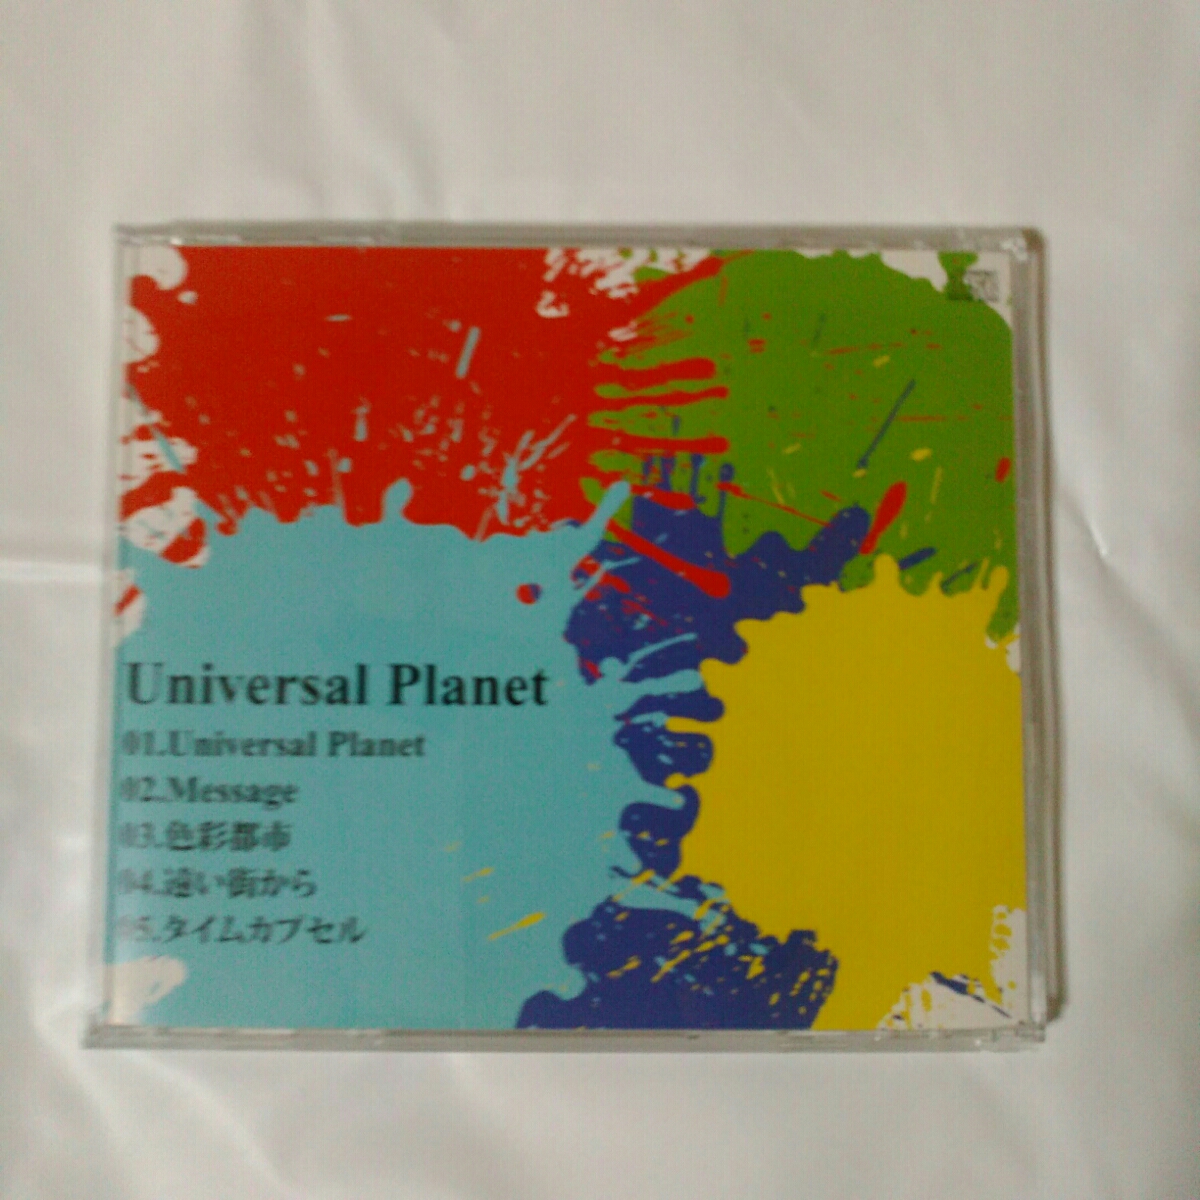 Universal Planet
01.Universal Planet
02.Message
03.色彩都市
04.遠い街から
05.タイムカプセル